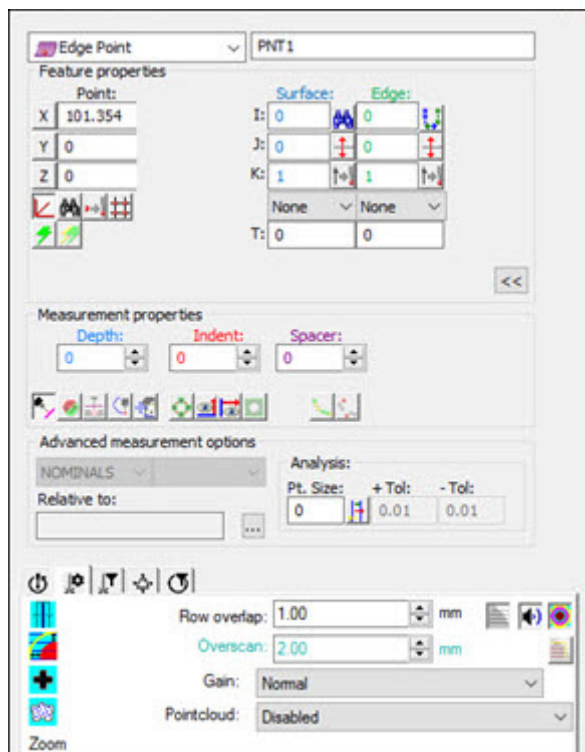 Edge Point PNT1
Feature properties
Point: Surface: Edge:
X 101.354 I: 0 0
Y 0 J: 0 0
Z 0 K: 1 1
None None
T: 0 0
<<
Measurement properties
Depth: Indent: Spacer:
0 0 0
Advanced measurement options
NOMINALS Analysis:
Pt. Size: + Tol: - Tol:
Relative to: 0 0.01 0.01
...
Row overlap: 1.00 mm
Overscan: 2.00 mm
Gain: Normal
Pointcloud: Disabled
Zoom